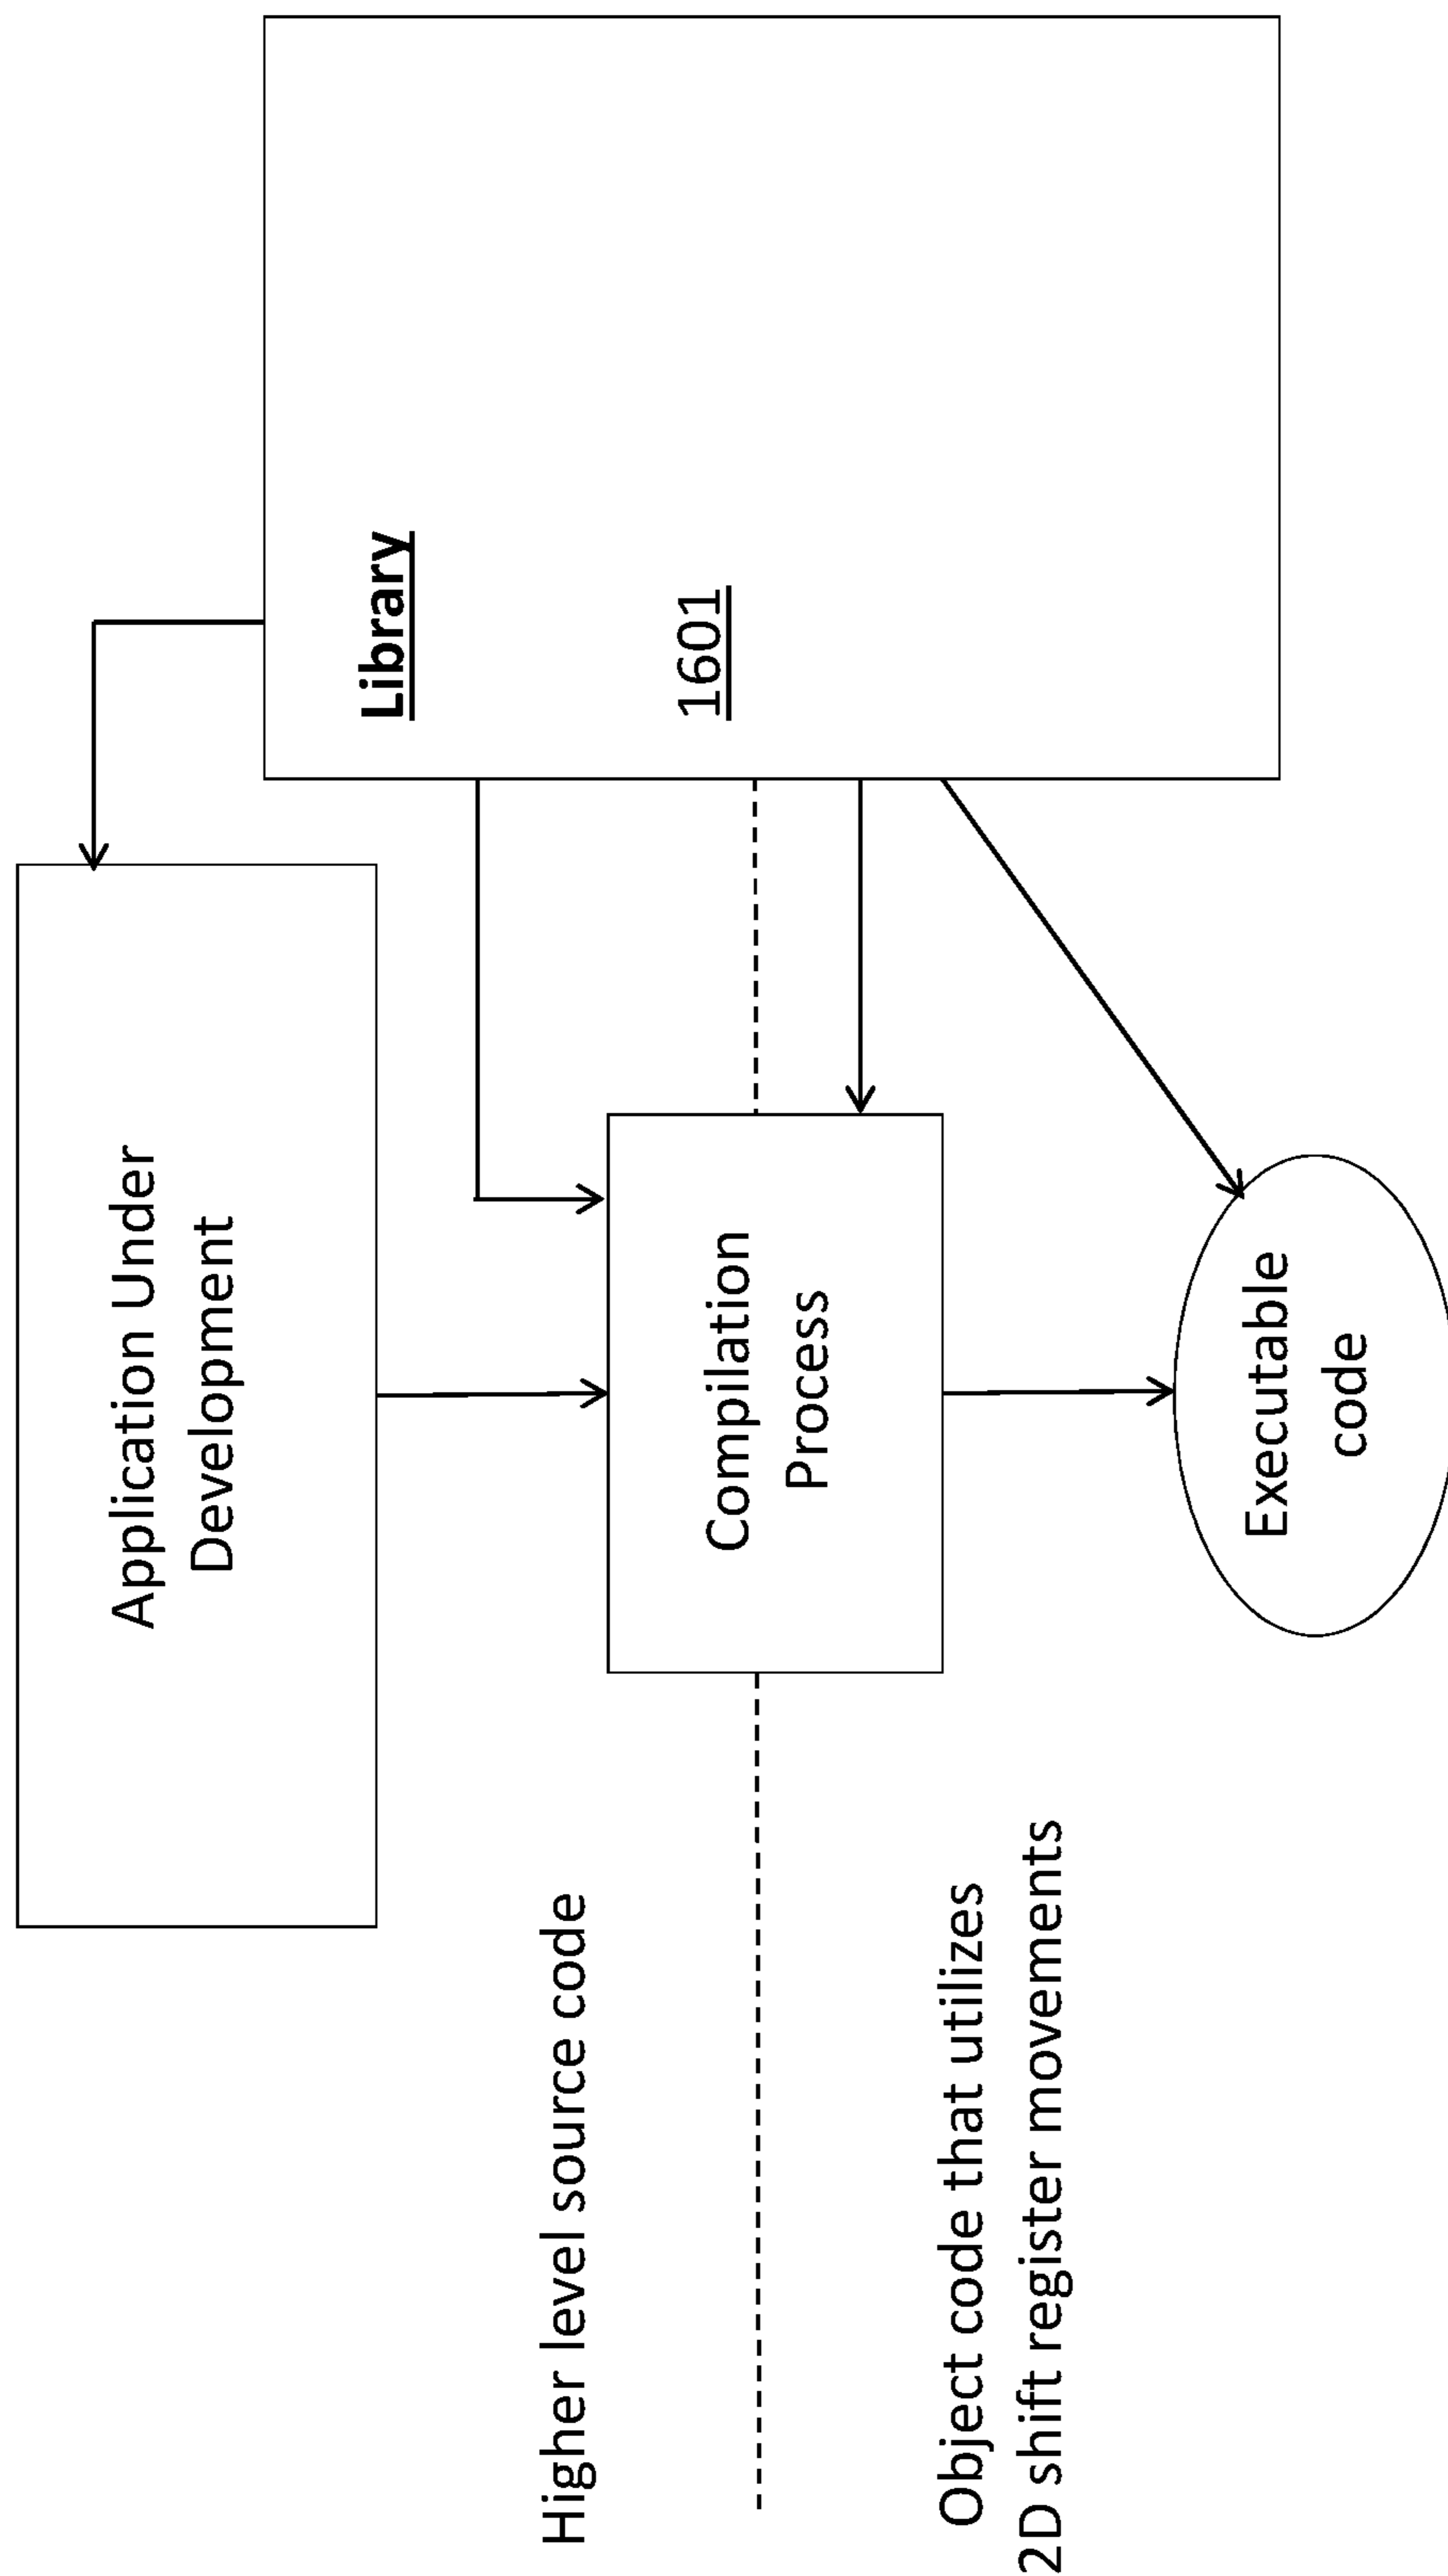 Application Under
Development
Library
1601
Higher level source code
Compilation
Process
Object code that utilizes
2D shift register movements
Executable
code